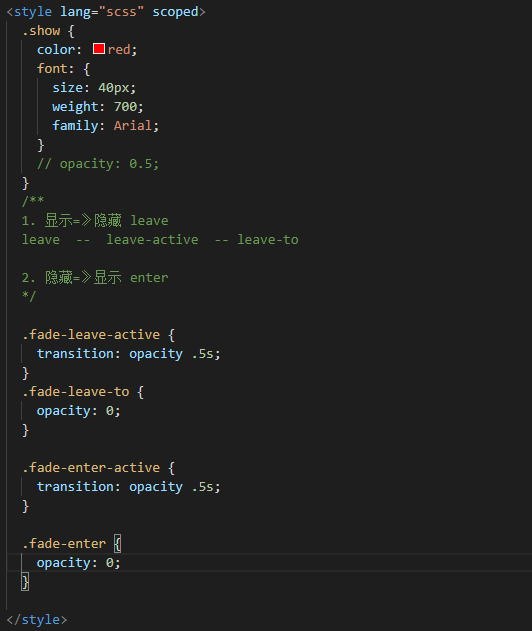 <style lang="scss" scoped>
.show {
color: red;
font: {
size: 40px;
weight: 700;
family: Arial;
}
// opacity: 0.5;
}
/**
1. 显示=》隐藏 leave
leave  --  leave-active  -- leave-to
2. 隐藏=》显示 enter
*/
.fade-leave-active {
transition: opacity .5s;
}
.fade-leave-to {
opacity: 0;
}
.fade-enter-active {
transition: opacity .5s;
}
.fade-enter {
opacity: 0;
}
</style>